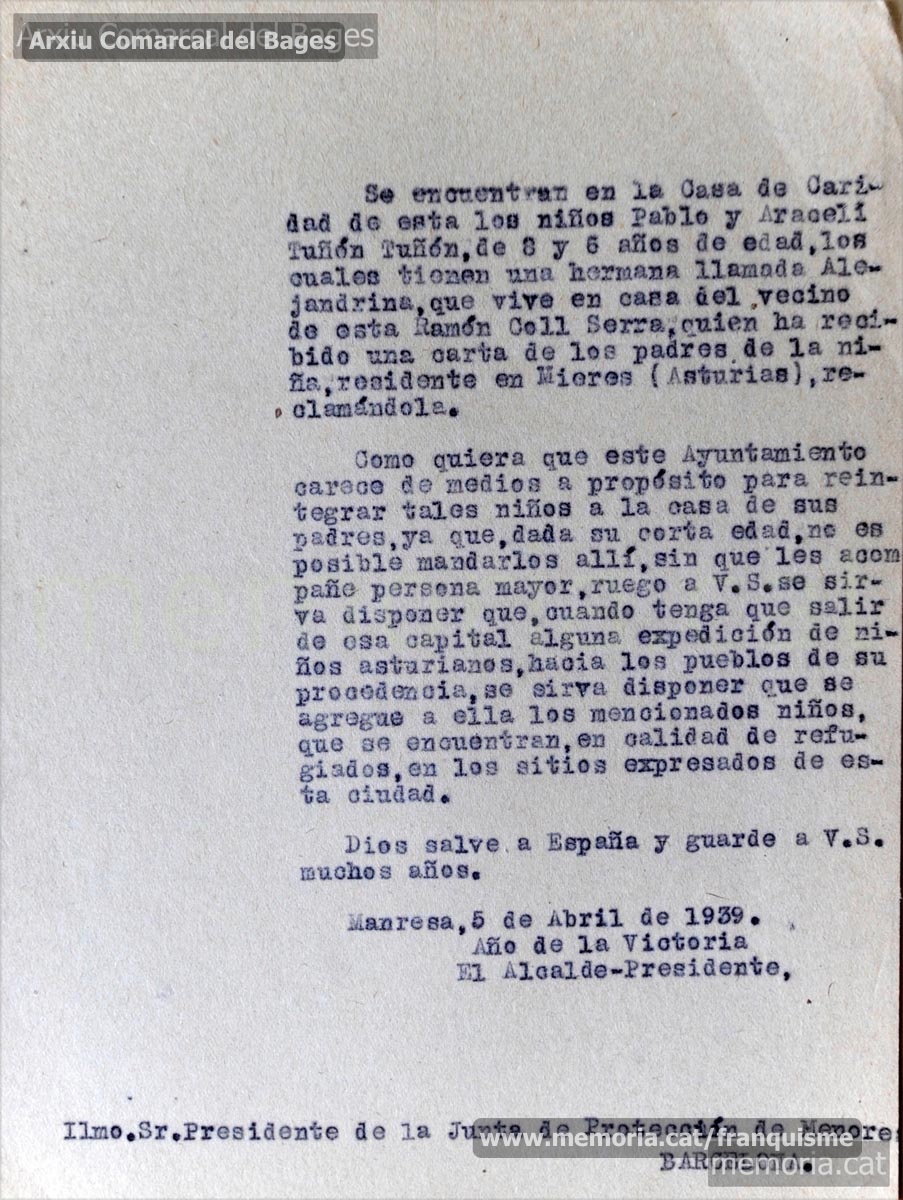 Arxiu Comarcal del Bages
Arxiu Comarcal del Bages
Se encuentran en la Casa de Cari-
dad de esta los niños Pablo y Araceli
Tuñón Tuñón,de 8 y 6 años de edad,los
cuales tienen una hermana llamada Ale-
jandrina,que vive en casa del vecino
de esta Ramón Coll Serra,quien ha reci-
bido una carta de los padres de la ni-
ña,residente en Mieres (Asturias),re-
clamándola.
Como quiera que este Ayuntamiento
carece de medios a propósito para rein-
tegrar tales niños a la casa de sus
padres,ya que,dada su corta edad,no es
posible mandarlos allí,sin que les acom
pañe persona mayor,ruego a V.S.se sir-
va disponer que,cuando tenga que salir
de esa capital alguna expedición de ni-
ños asturianos,hacia los pueblos de su
procedencia,se sirva disponer que se
agregue a ella los mencionados niños,
que se encuentran,en calidad de refu-
giados,en los sitios expresados de es-
ta ciudad.
Dios salve a España y guarde a V.S.
muchos años.
Manresa,5 de Abril de 1939.
Año de la Victoria
El Alcalde-Presidente,
Ilmo.Sr.Presidente de la Junta de Protección de Menores
www.memoria.cat/franquisme
BARCELONA.
memoria.cat